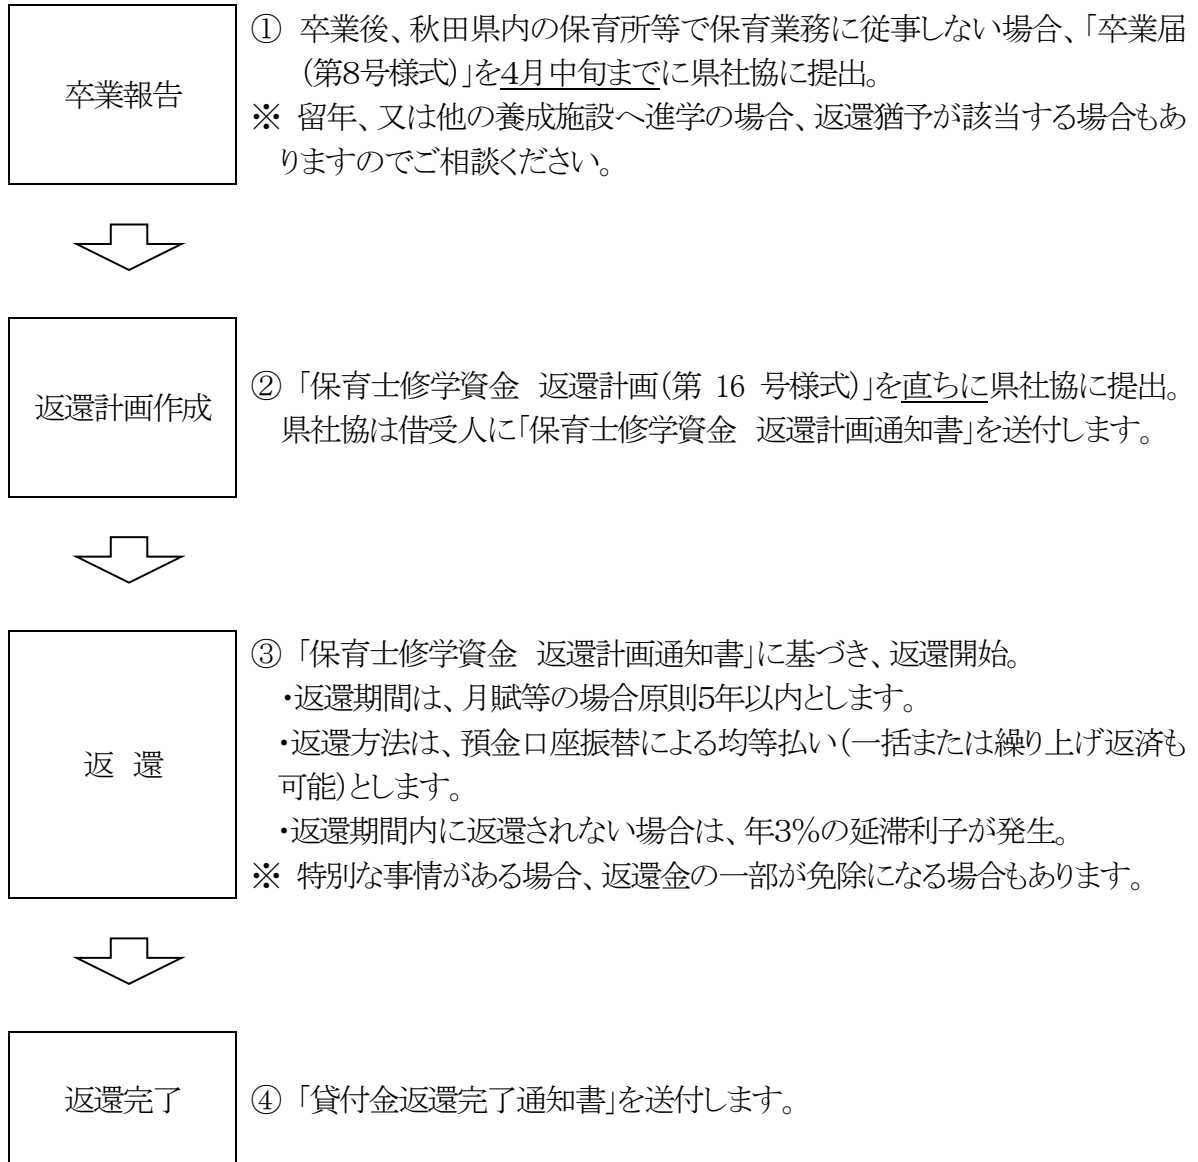 卒業報告
① 卒業後、秋田県内の保育所等で保育業務に従事しない場合、「卒業届
(第8号様式)」を4月中旬までに県社協に提出。
※ 留年、又は他の養成施設へ進学の場合、返還猶予が該当する場合もあ
りますのでご相談ください。
返還計画作成
② 「保育士修学資金 返還計画(第 16 号様式)」を直ちに県社協に提出。
県社協は借受人に「保育士修学資金 返還計画通知書」を送付します。
返 還
③ 「保育士修学資金 返還計画通知書」に基づき、返還開始。
・返還期間は、月賦等の場合原則5年以内とします。
・返還方法は、預金口座振替による均等払い(一括または繰り上げ返済も
可能)とします。
・返還期間内に返還されない場合は、年3%の延滞利子が発生。
※ 特別な事情がある場合、返還金の一部が免除になる場合もあります。
返還完了
④ 「貸付金返還完了通知書」を送付します。